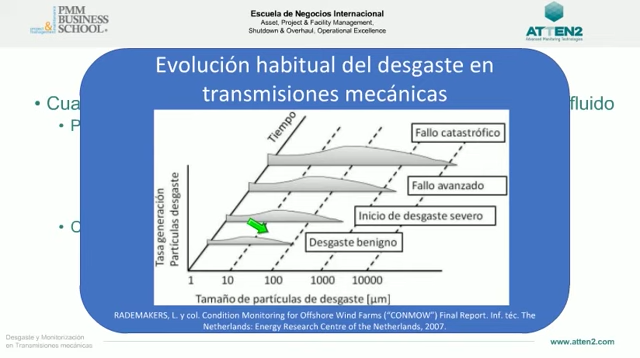 PMM
BUSINESS
SCHOOL
Escuela de Negocios Internacional
Asset, Project & Facility Management,
Shutdown & Overhaul, Operational Excellence
ATTEN2
Advanced Monitoring Technologies
Evolución habitual del desgaste en
transmisiones mecánicas
• Cua
fluido
• P
• C
Tiempo
Fallo catastrófico
Fallo avanzado
Inicio de desgaste severo
Desgaste benigno
Tasa generación
Partículas desgaste
1 10 100 1000 10000
Tamaño de partículas de desgaste [µm]
RADEMAKERS, L. y col. Condition Monitoring for Offshore Wind Farms ("CONMOW") Final Report. Inf. téc. The
Netherlands: Energy Research Centre of the Netherlands, 2007.
Desgaste y Monitorización
en Transmisiones mecánicas
www.atten2.com